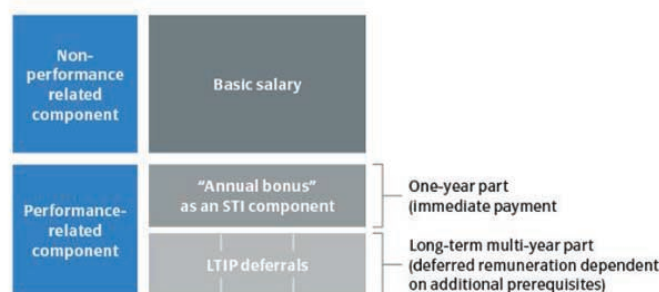 Non-
performance
related
component
Basic salary
Performance-
related
component
"Annual bonus"
as an STI component
One-year part
(immediate payment
LTIP deferrals
Long-term multi-year part
(deferred remuneration dependent
on additional prerequisites)